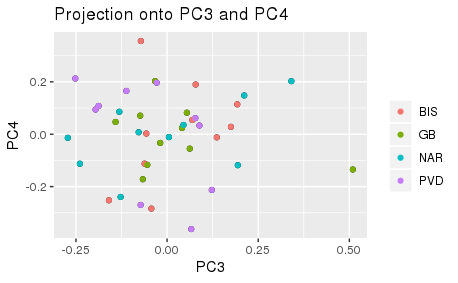 Projection onto PC3 and PC4
PC4
0.2
0.0
-0.2
-0.25
0.00
0.25
0.50
PC3
BIS
GB
NAR
PVD